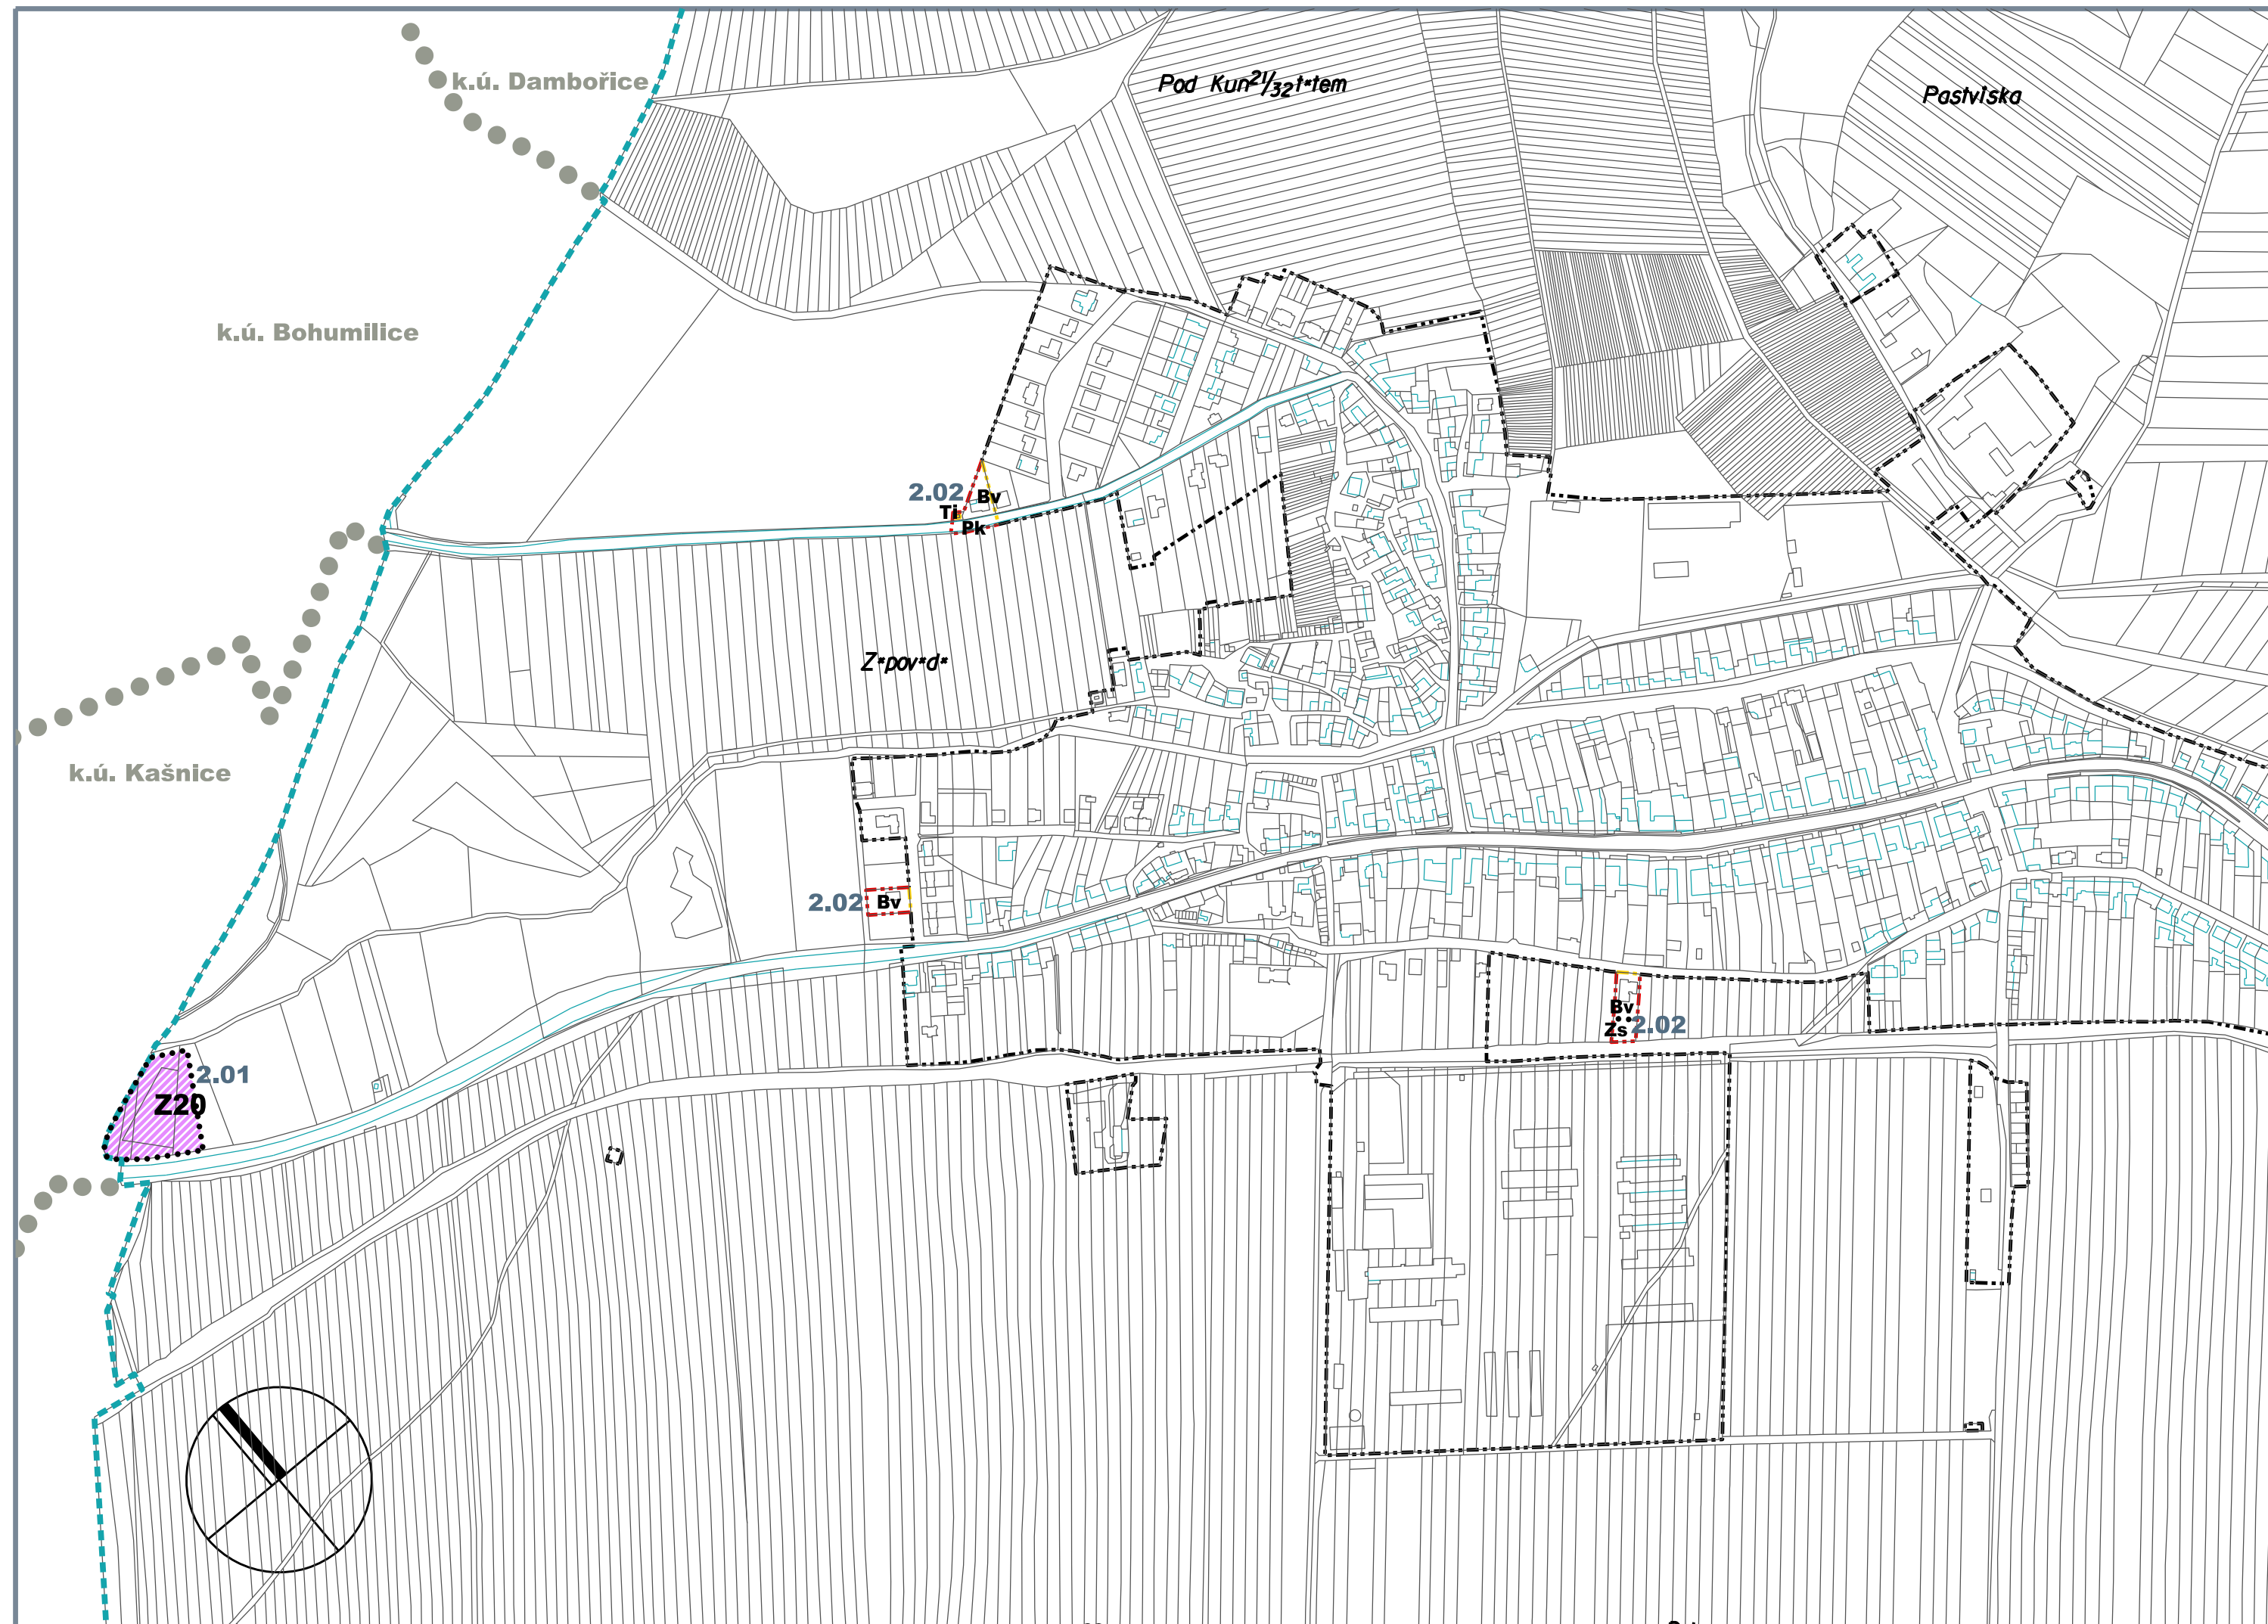 k.ú. Dambořice
Pod Kun21/32t*tem
Pastviska
k.ú. Bohumilice
2.02
Bv
Ti
Pk
Z*pov*d*
k.ú. Kašnice
2.02
Bv
Bv
Zs
2.02
2.01
Z20